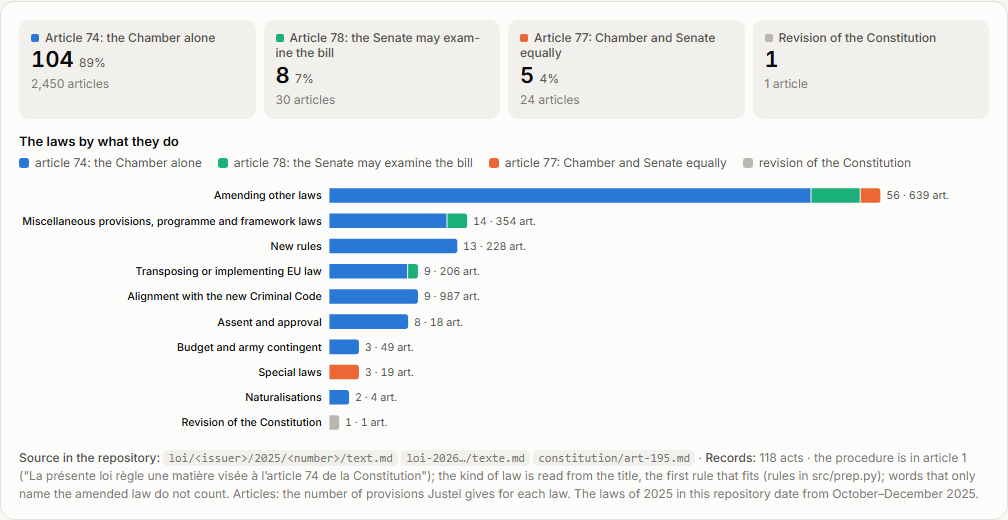 Article 74: the Chamber alone
104 89%
2,450 articles
Article 78: the Senate may exam-
ine the bill
8 7%
30 articles
Article 77: Chamber and Senate
equally
5 4%
24 articles
Revision of the Constitution
1
1 article
The laws by what they do
article 74: the Chamber alone article 78: the Senate may examine the bill article 77: Chamber and Senate equally revision of the Constitution
Amending other laws 56 · 639 art.
Miscellaneous provisions, programme and framework laws 14 · 354 art.
New rules 13 · 228 art.
Transposing or implementing EU law 9 · 206 art.
Alignment with the new Criminal Code 9 · 987 art.
Assent and approval 8 · 18 art.
Budget and army contingent 3 · 49 art.
Special laws 3 · 19 art.
Naturalisations 2 · 4 art.
Revision of the Constitution 1 · 1 art.
Source in the repository: loi/<issuer>/2025/<number>/text.md loi-2026…/texte.md constitution/art-195.md · Records: 118 acts · the procedure is in article 1
("La présente loi règle une matière visée à l'article 74 de la Constitution"); the kind of law is read from the title, the first rule that fits (rules in src/prep.py); words that only
name the amended law do not count. Articles: the number of provisions Justel gives for each law. The laws of 2025 in this repository date from October–December 2025.